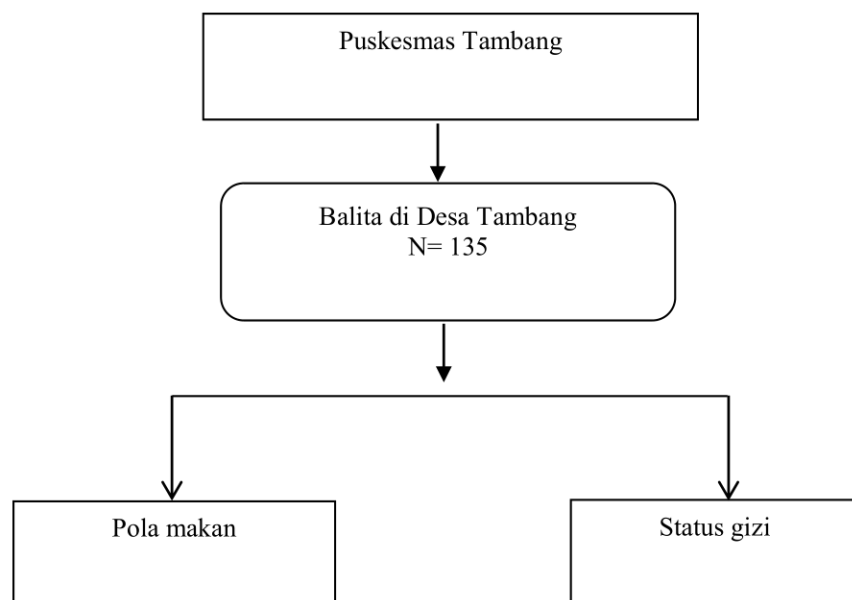 Puskesmas Tambang
Balita di Desa Tambang
N= 135
Pola makan
Status gizi